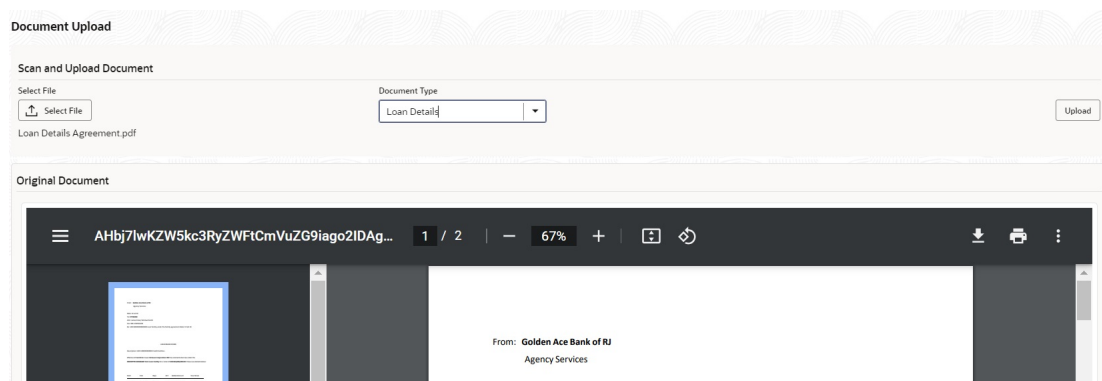 Document Upload
Scan and Upload Document
Select File
Document Type
Select File
Loan Details
Upload
Loan Details Agreement.pdf
Original Document
AHbj7lwKZW5kc3RyZWFtCmVuZG9iago2IDAg... 1 / 2 | — 67% + |
From: Golden Ace Bank of RJ
Agency Services